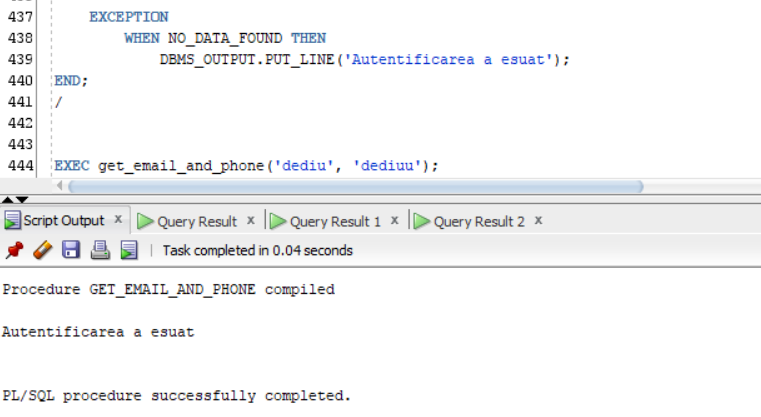 437 EXCEPTION
438 WHEN NO_DATA_FOUND THEN
439 DBMS_OUTPUT.PUT_LINE('Autentificarea a esuat');
440 END;
441 /
442
443
444 EXEC get_email_and_phone('dediu', 'dediuu');
Script Output x Query Result x Query Result 1 x Query Result 2 x
Task completed in 0.04 seconds
Procedure GET_EMAIL_AND_PHONE compiled
Autentificarea a esuat
PL/SQL procedure successfully completed.